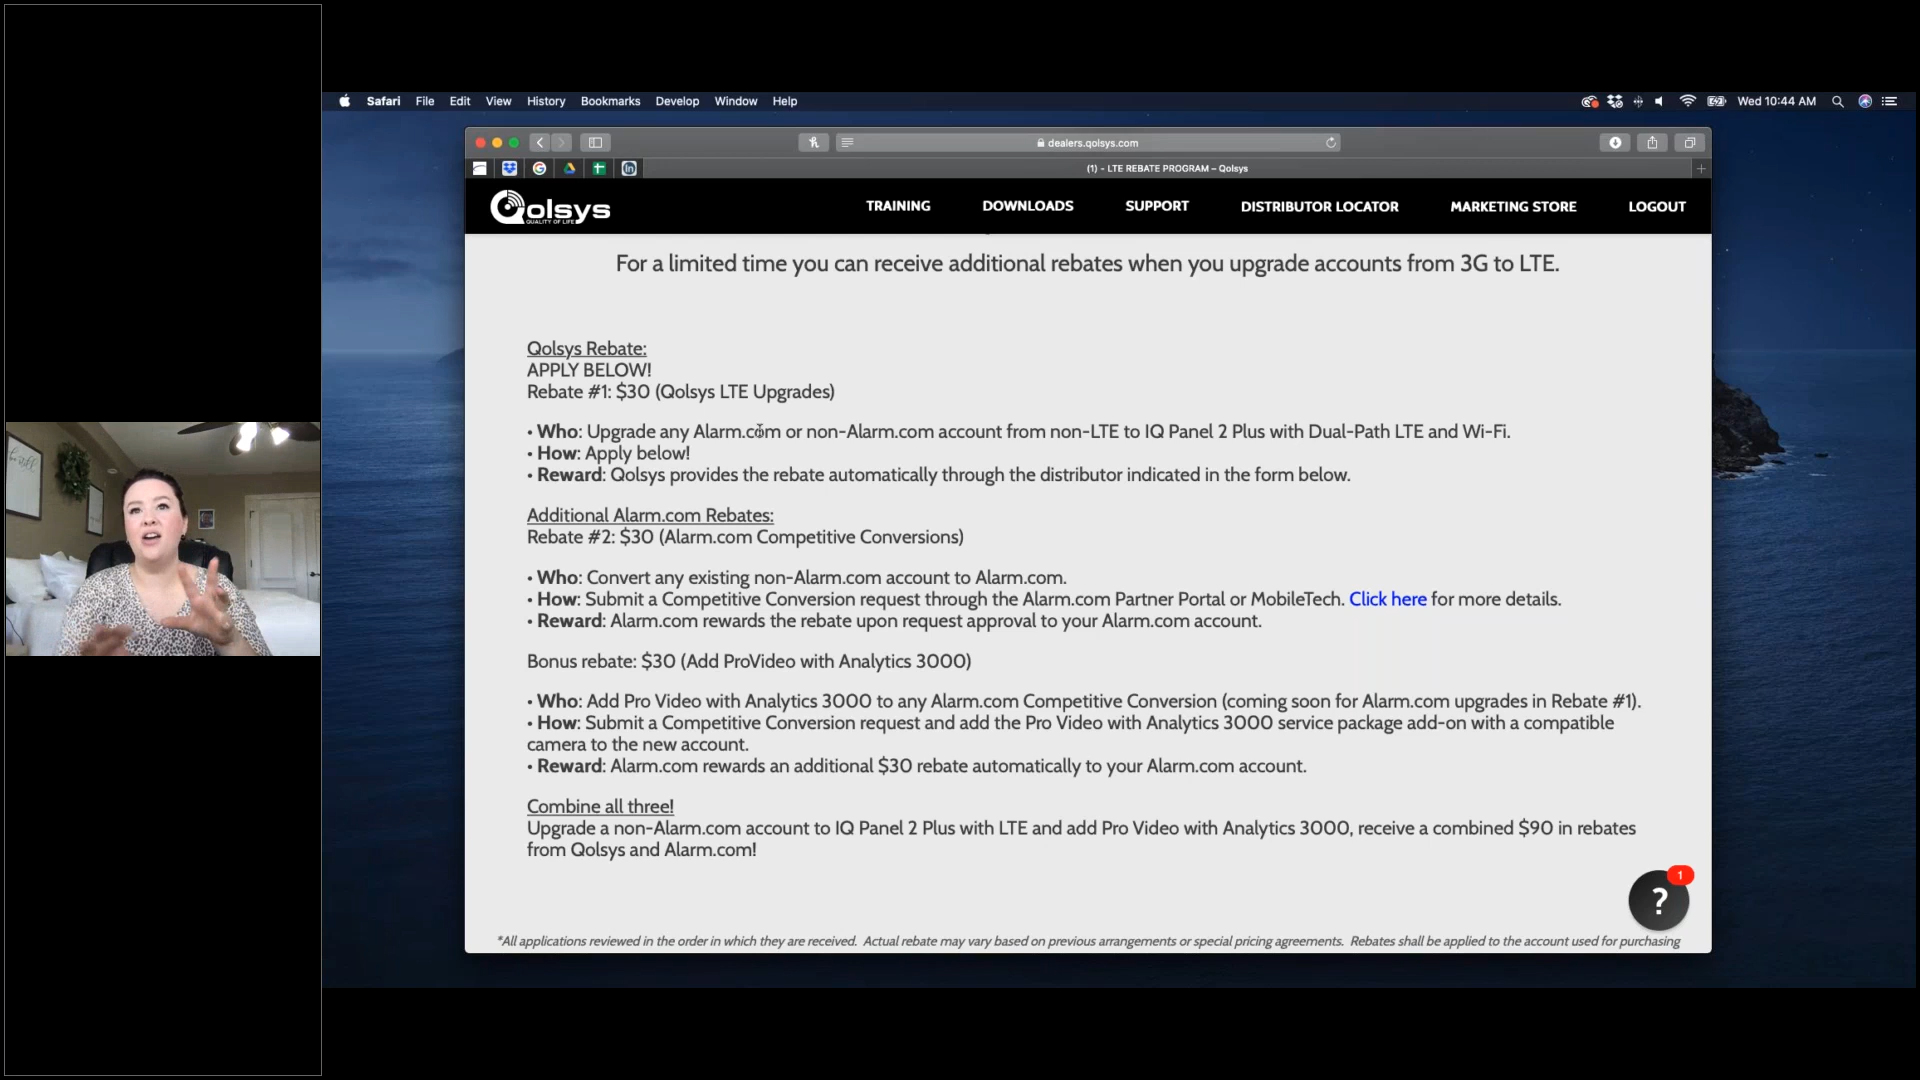 Safari File Edit View History Bookmarks Develop Window Help Wed 10:44 AM
dealers.qolsys.com
(1) - LTE REBATE PROGRAM – Qolsys
Qolsys
QUALITY OF LIFE
TRAINING DOWNLOADS SUPPORT DISTRIBUTOR LOCATOR MARKETING STORE LOGOUT
For a limited time you can receive additional rebates when you upgrade accounts from 3G to LTE.
Qolsys Rebate:
APPLY BELOW!
Rebate #1: $30 (Qolsys LTE Upgrades)
• Who: Upgrade any Alarm.com or non-Alarm.com account from non-LTE to IQ Panel 2 Plus with Dual-Path LTE and Wi-Fi.
• How: Apply below!
• Reward: Qolsys provides the rebate automatically through the distributor indicated in the form below.
Additional Alarm.com Rebates:
Rebate #2: $30 (Alarm.com Competitive Conversions)
• Who: Convert any existing non-Alarm.com account to Alarm.com.
• How: Submit a Competitive Conversion request through the Alarm.com Partner Portal or MobileTech. Click here for more details.
• Reward: Alarm.com rewards the rebate upon request approval to your Alarm.com account.
Bonus rebate: $30 (Add ProVideo with Analytics 3000)
• Who: Add Pro Video with Analytics 3000 to any Alarm.com Competitive Conversion (coming soon for Alarm.com upgrades in Rebate #1).
• How: Submit a Competitive Conversion request and add the Pro Video with Analytics 3000 service package add-on with a compatible
camera to the new account.
• Reward: Alarm.com rewards an additional $30 rebate automatically to your Alarm.com account.
Combine all three!
Upgrade a non-Alarm.com account to IQ Panel 2 Plus with LTE and add Pro Video with Analytics 3000, receive a combined $90 in rebates
from Qolsys and Alarm.com!
1
?
*All applications reviewed in the order in which they are received. Actual rebate may vary based on previous arrangements or special pricing agreements. Rebates shall be applied to the account used for purchasing